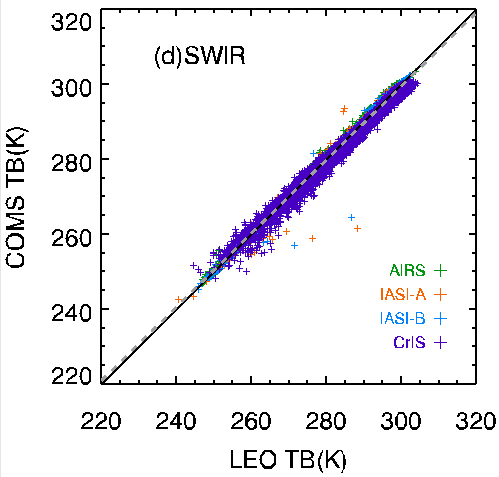 320
(d)SWIR
300
280
COMS TB(K)
260
AIRS
IASI-A
240
IASI-B
CrIS
220
220 240 260 280 300 320
LEO TB(K)